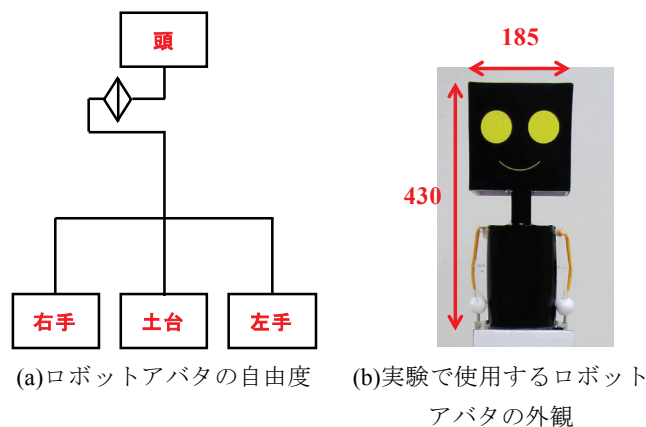 頭
右手
土台
左手
(a)ロボットアバタの自由度
185
430
(b)実験で使用するロボット
アバタの外観